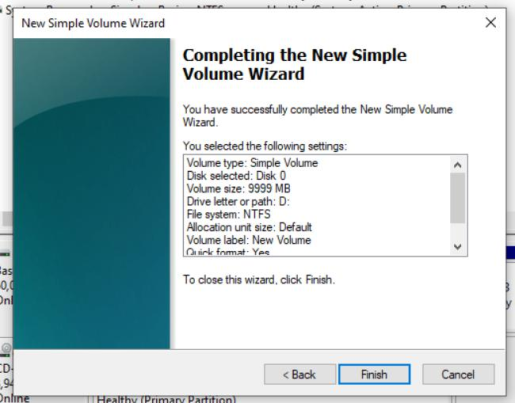 New Simple Volume Wizard
Completing the New Simple
Volume Wizard
You have successfully completed the New Simple Volume
Wizard.
You selected the following settings:
Volume type: Simple Volume
Disk selected: Disk 0
Volume size: 9999 MB
Drive letter or path: D:
File system: NTFS
Allocation unit size: Default
Volume label: New Volume
Quick format: Yes
To close this wizard, click Finish.
< Back
Finish
Cancel
Online
Healthy (Primary Partition)